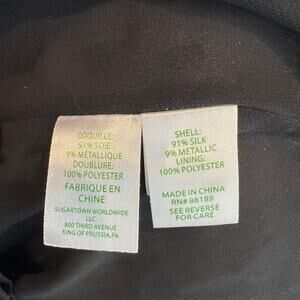 COQUILLE:
91% SOIE
9% METALLIQUE
DOUBLURE:
100% POLYESTER
FABRIQUE EN
CHINE
SUGARTOWN WORLDWIDE
LLC
800 THIRD AVENUE
KING OF PRUSSIA,PA
SHELL:
91% SILK
9% METALLIC
LINING:
100% POLYESTER
MADE IN CHINA
RN# 88189
SEE REVERSE
FOR CARE